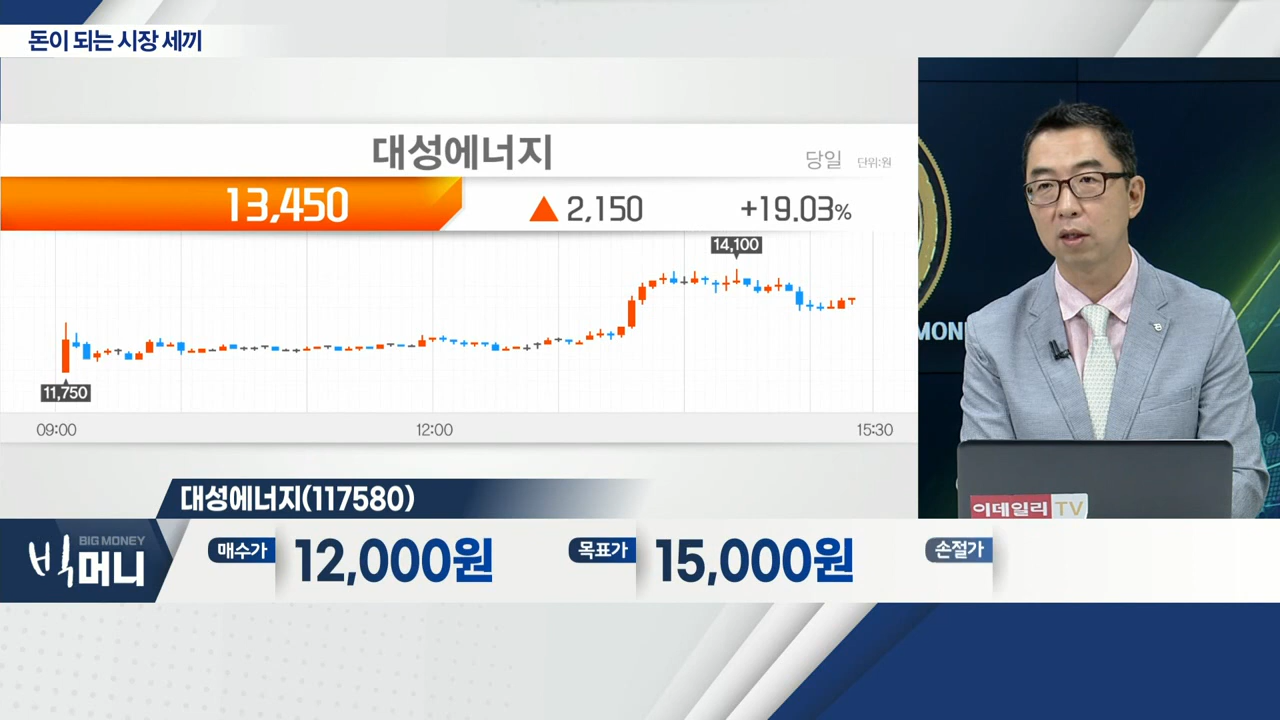 돈이 되는 시장 세끼
대성에너지
당일 단위:원
13,450 ▲ 2,150 +19.03%
14,100
11,750
09:00 12:00 15:30
MON
이데일리 TV
대성에너지(117580)
BIG MONEY
빅머니
매수가 12,000원 목표가 15,000원 손절가